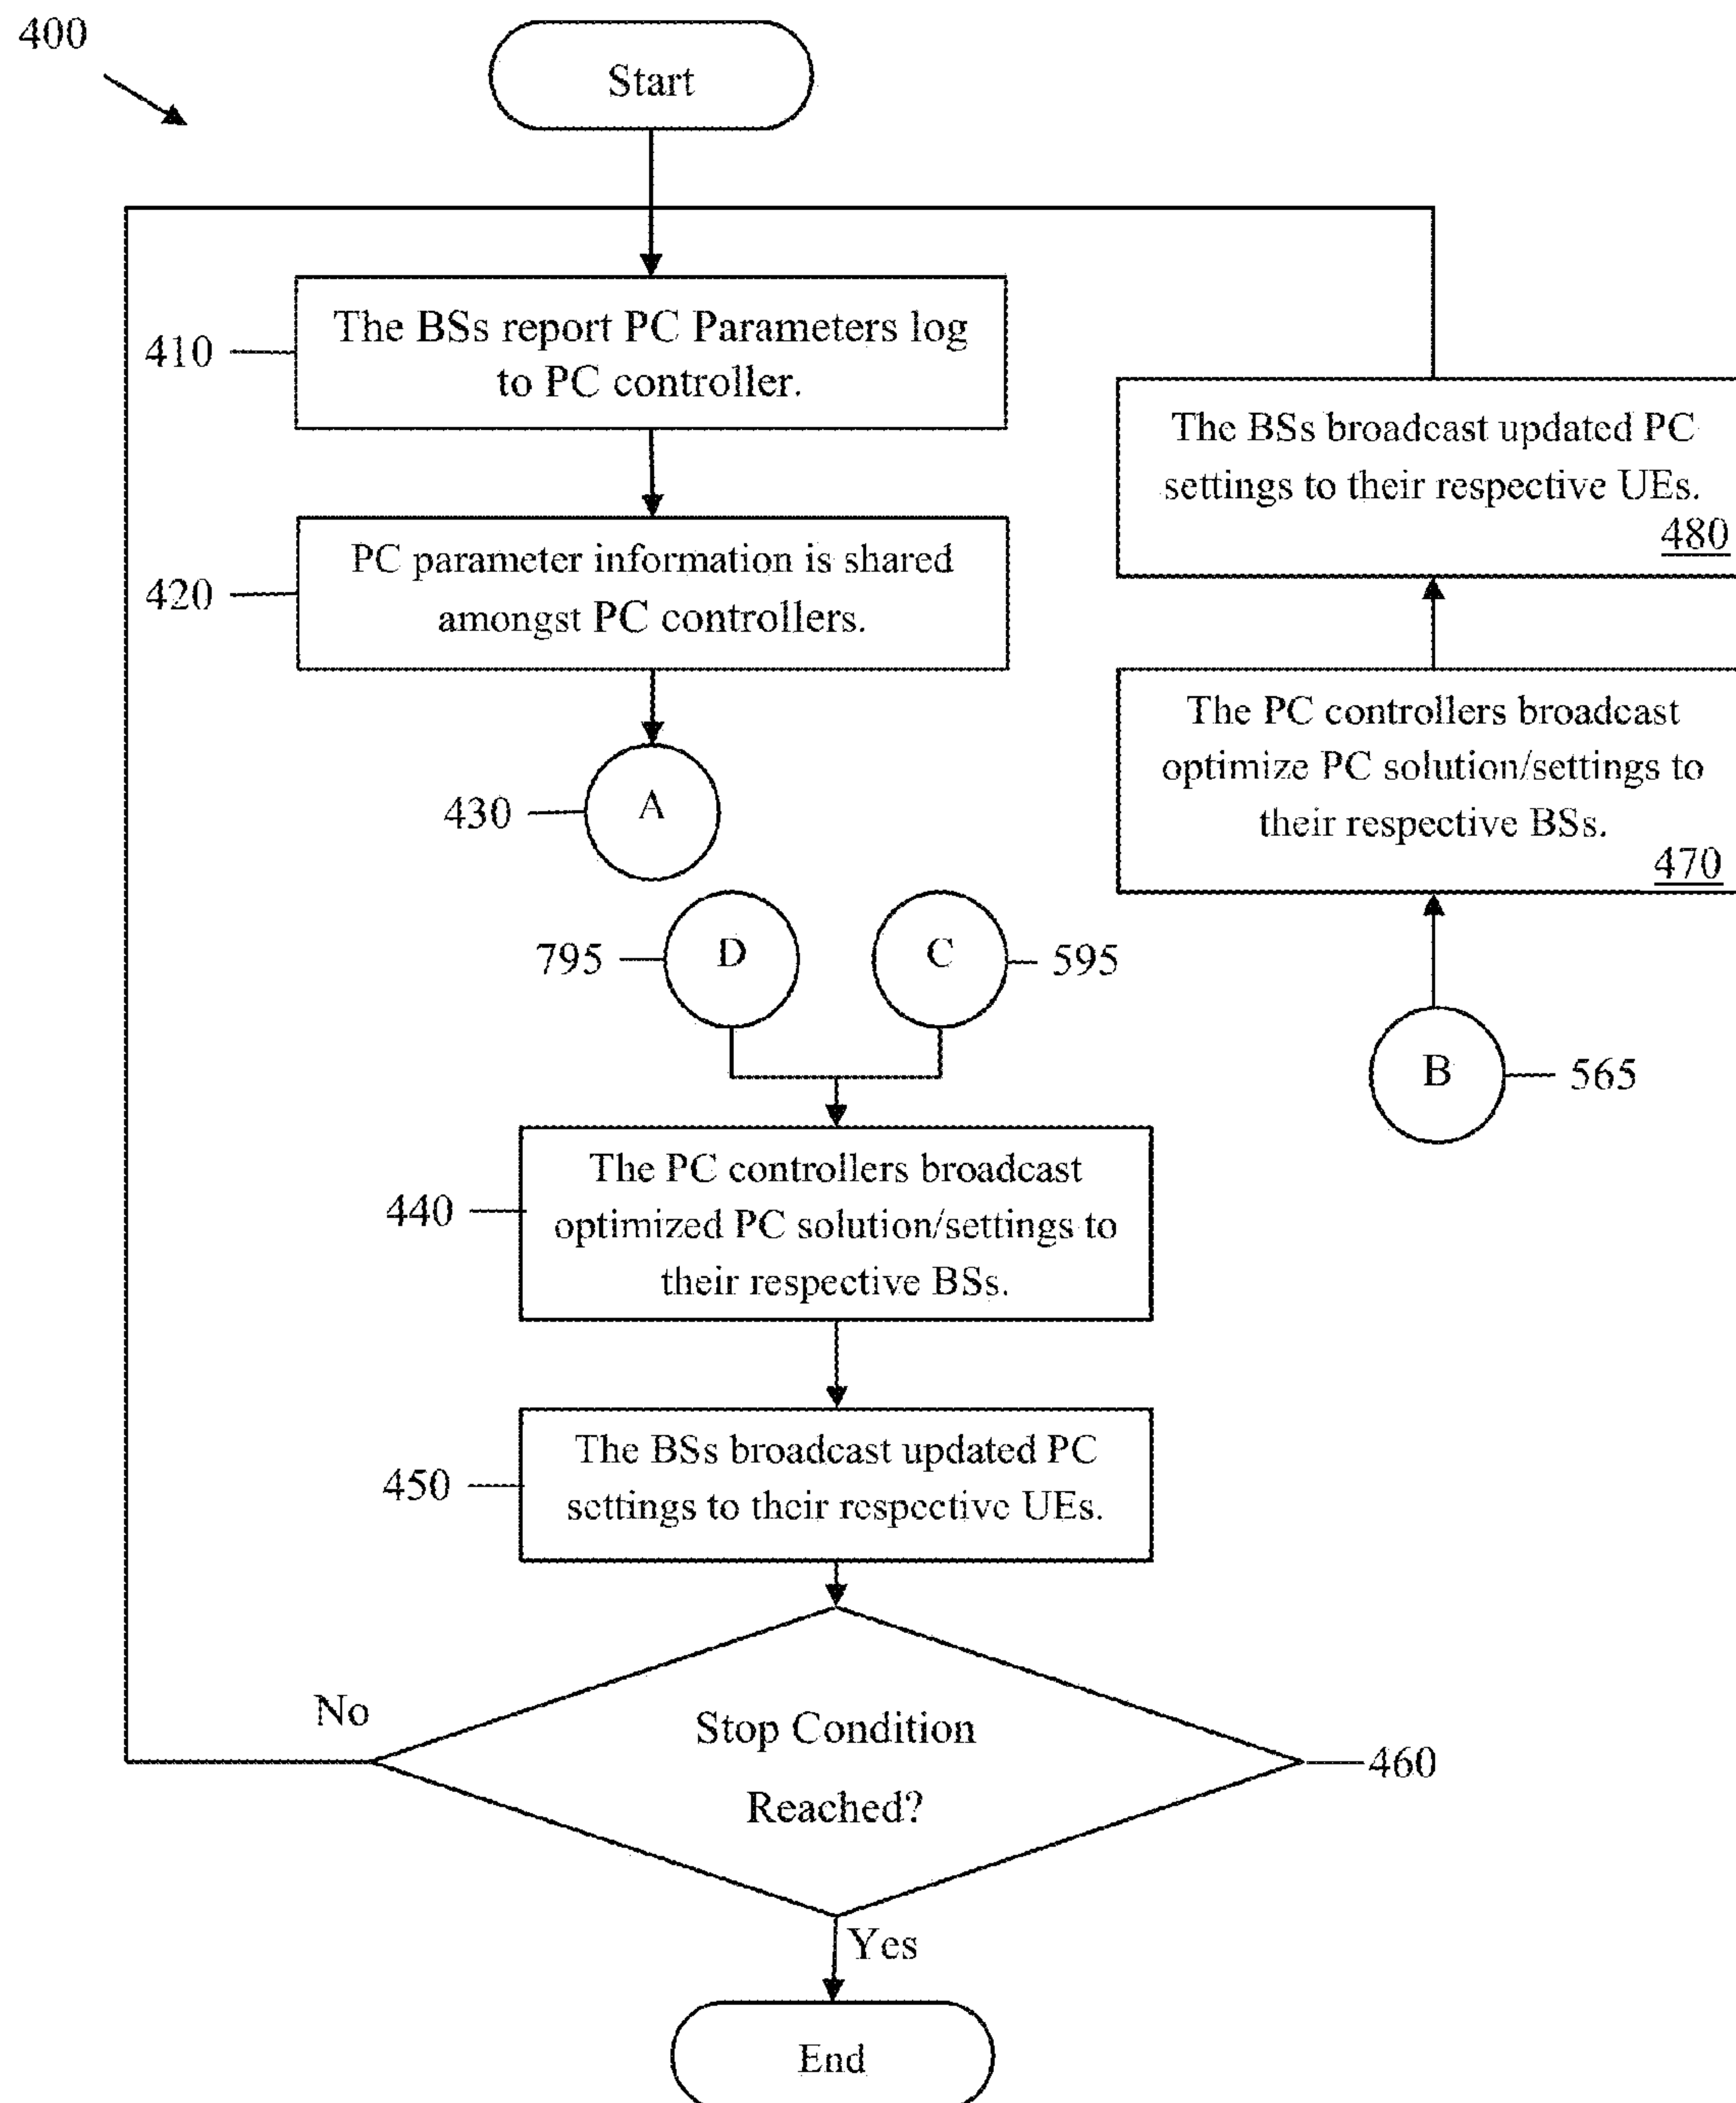 400
Start
410
The BSs report PC Parameters log
to PC controller.
420
PC parameter information is shared
amongst PC controllers.
430
A
The BSs broadcast updated PC
settings to their respective UEs.
480
The PC controllers broadcast
optimize PC solution/settings to
their respective BSs.
470
B
565
795
D
C
595
440
The PC controllers broadcast
optimized PC solution/settings to
their respective BSs.
450
The BSs broadcast updated PC
settings to their respective UEs.
No
Stop Condition
Reached?
460
Yes
End